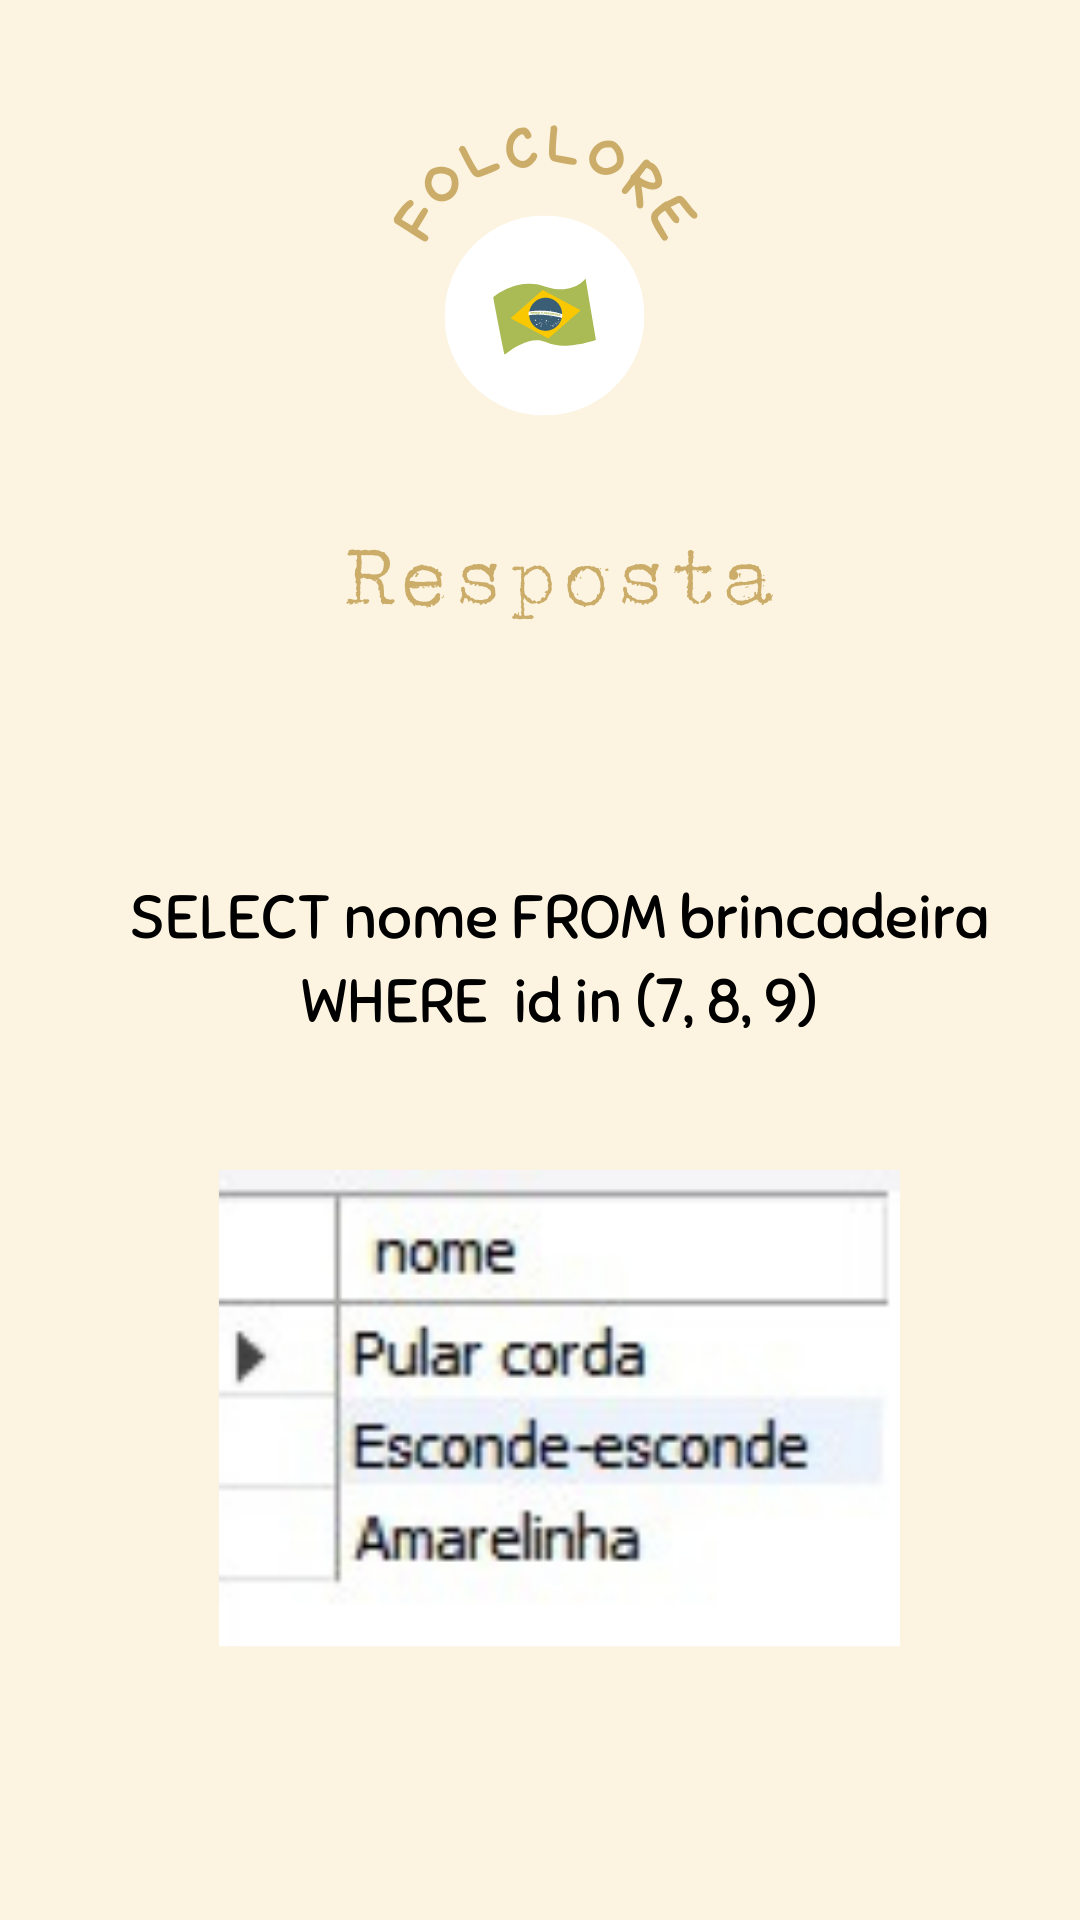 FOLCLORE
Resposta
SELECT nome FROM brincadeira
WHERE id in (7, 8, 9)
nome
Pular corda
Esconde-esconde
Amarelinha